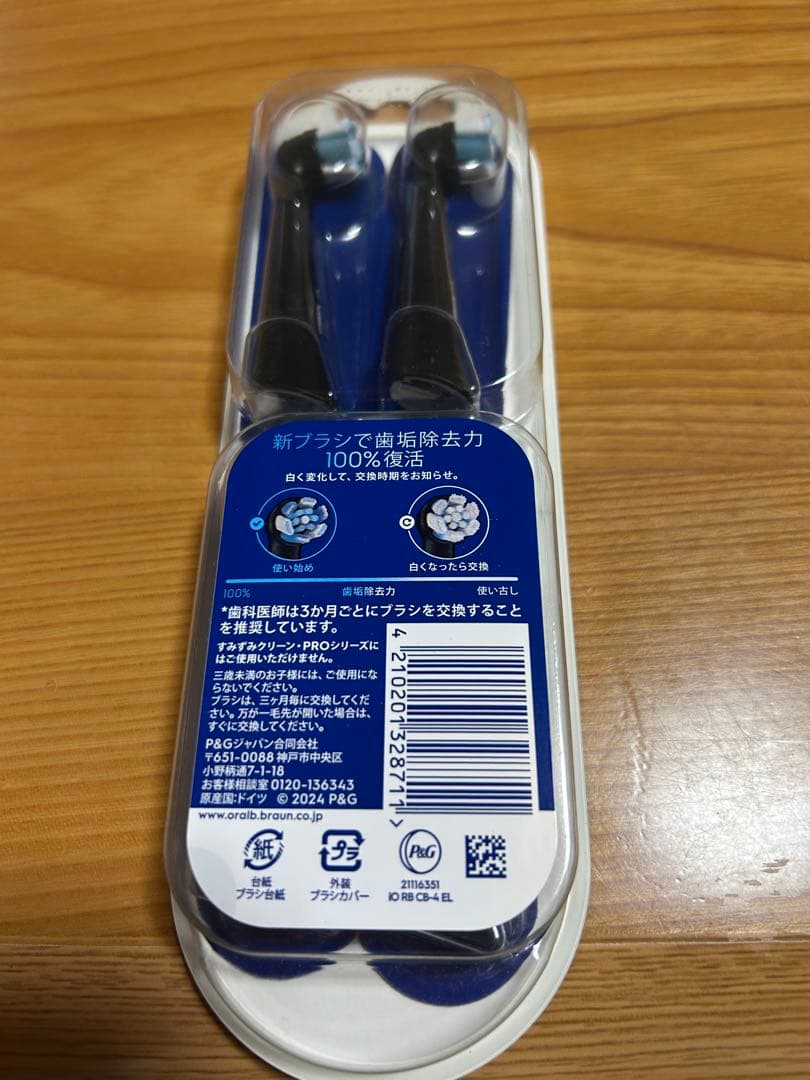 新ブラシで歯垢除去力
100%復活
白く変化して、交換時期をお知らせ。
使い始め
白くなったら交換
100%
歯垢除去力
使い古し
*歯科医師は3か月ごとにブラシを交換すること
を推奨しています。
すみずみクリーン・PROシリーズに
はご使用いただけません。
三歳未満のお子様には、ご使用にな
らないでください。
ブラシは、三ヶ月毎に交換してくだ
さい。万が一毛先が開いた場合は、
すぐに交換してください。
P&Gジャパン合同会社
〒651-0088 神戸市中央区
小野柄通7-1-18
お客様相談室 0120-136343
原産国:ドイツ © 2024 P&G
www.oralb.braun.co.jp
4 210201 328711 >
紙
台紙
ブラシ台紙
プラ
外装
ブラシカバー
P&G
21116351
iO RB CB-4 EL